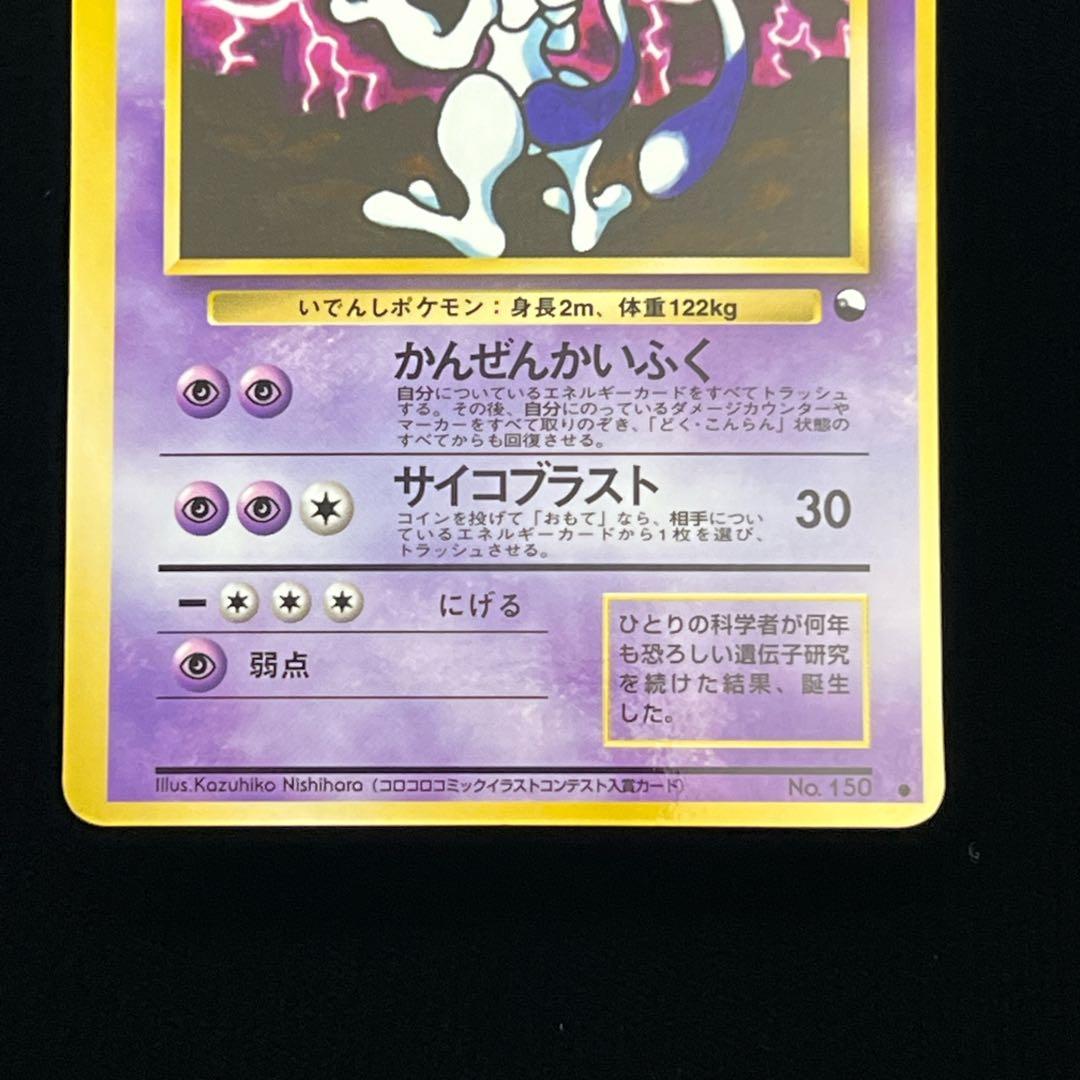 いでんしポケモン：身長2m、体重122kg
かんぜんかいふく
自分についているエネルギーカードをすべてトラッシュ
する。その後、自分にのっているダメージカウンターや
マーカーをすべて取りのぞき、「どく・こんらん」状態の
すべてからも回復させる。
サイコブラスト
30
コインを投げて「おもて」なら、相手につい
ているエネルギーカードから1枚を選び、
トラッシュさせる。
にげる
弱点
ひとりの科学者が何年
も恐ろしい遺伝子研究
を続けた結果、誕生
した。
Illus.Kazuhiko Nishihara（コロコロコミックイラストコンテスト入賞カード）
No. 150 ●